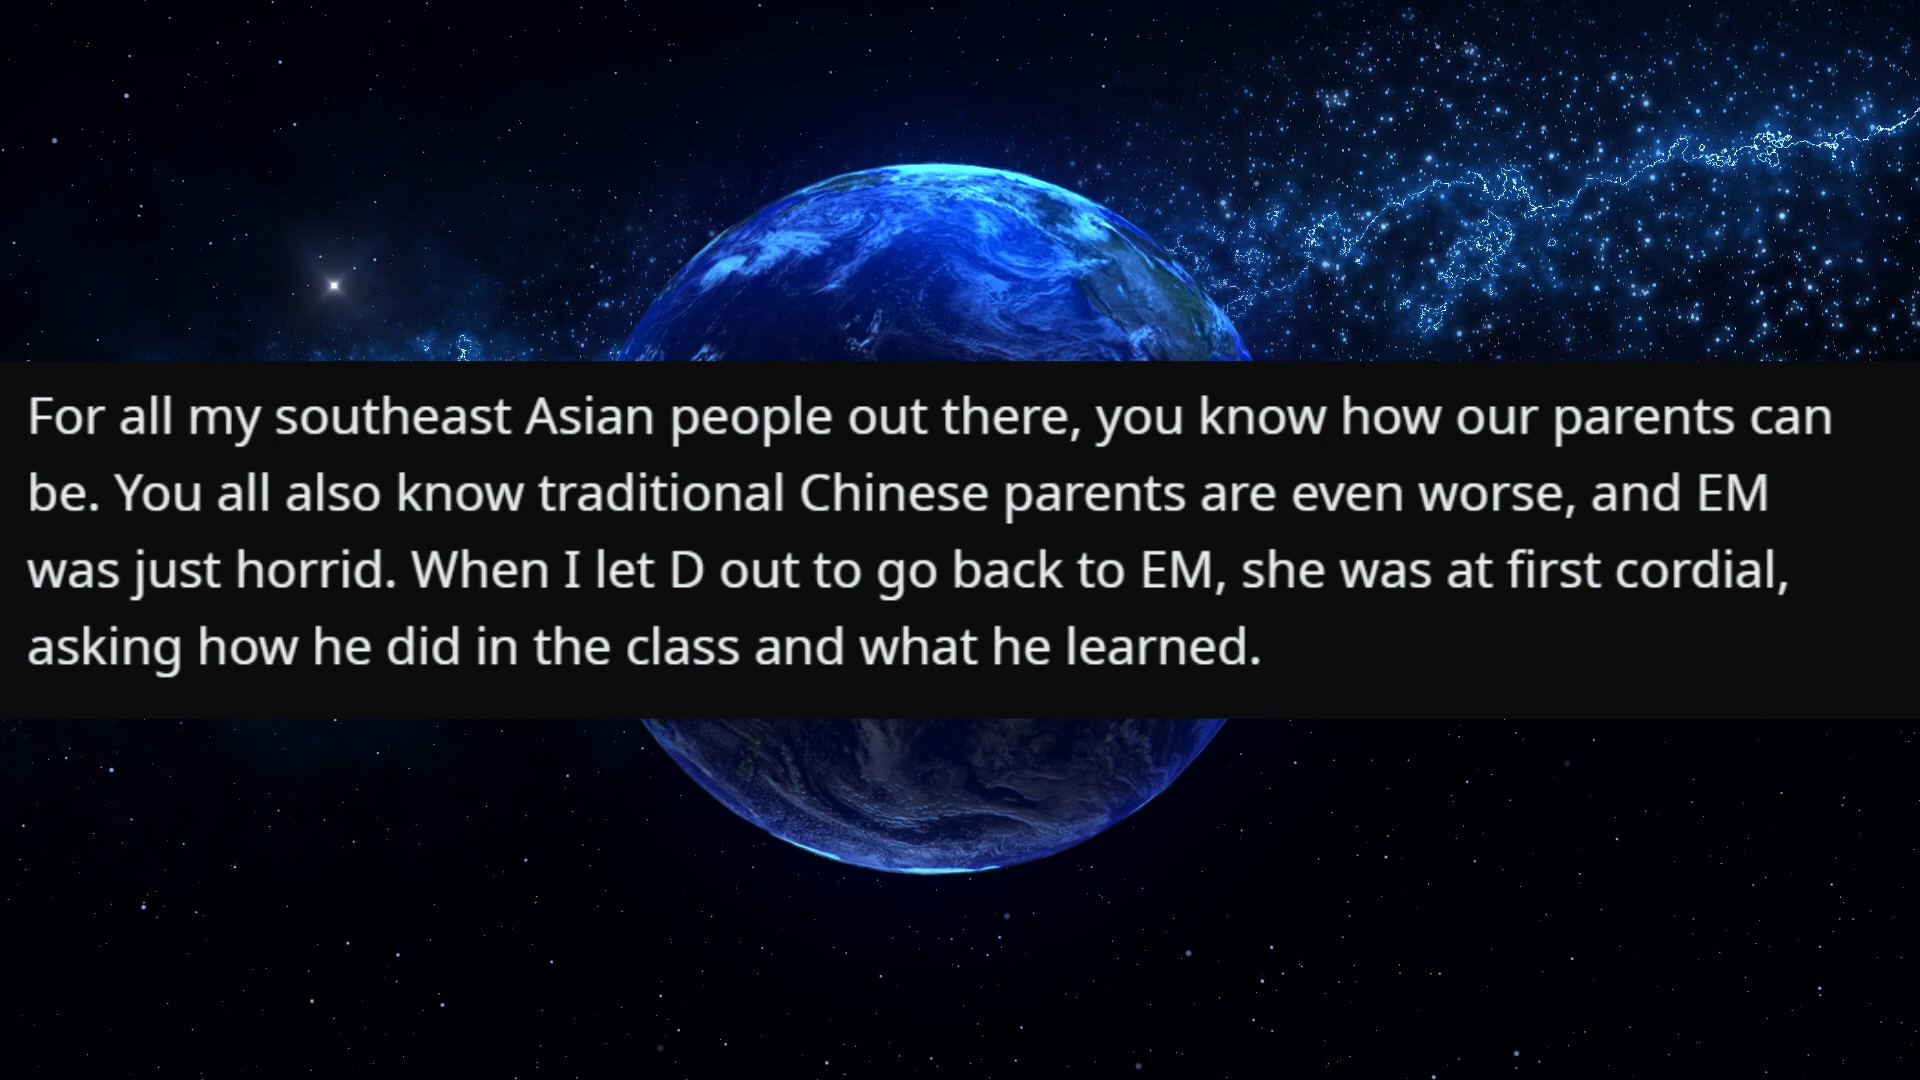 For all my southeast Asian people out there, you know how our parents can
be. You all also know traditional Chinese parents are even worse, and EM
was just horrid. When I let D out to go back to EM, she was at first cordial,
asking how he did in the class and what he learned.